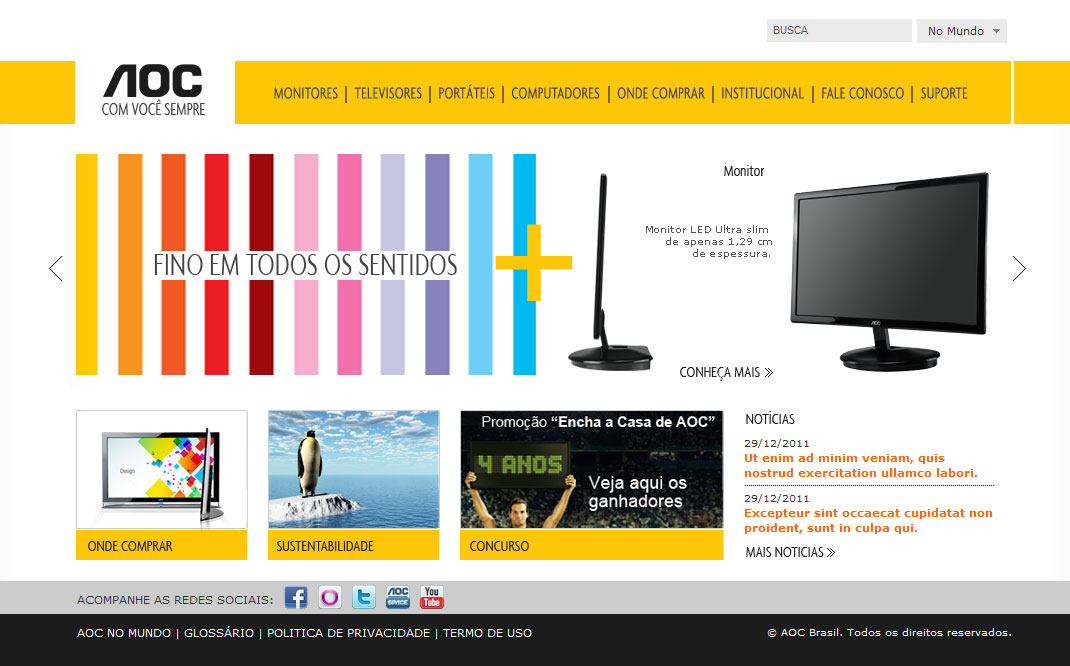 BUSCA
No Mundo
AOC
COM VOCÊ SEMPRE
MONITORES | TELEVISORES | PORTÁTEIS | COMPUTADORES | ONDE COMPRAR | INSTITUCIONAL | FALE CONOSCO | SUPORTE
FINO EM TODOS OS SENTIDOS
Monitor
Monitor LED Ultra slim
de apenas 1,29 cm
de espessura.
AOC
CONHEÇA MAIS
Design
ONDE COMPRAR
SUSTENTABILIDADE
Promoção “Encha a Casa de AOC”
4 ANOS
Veja aqui os
ganhadores
CONCURSO
NOTÍCIAS
29/12/2011
Ut enim ad minim veniam, quis
nostrud exercitation ullamco labori.
29/12/2011
Excepteur sint occaecat cupidatat non
proident, sunt in culpa qui.
MAIS NOTICIAS
ACOMPANHE AS REDES SOCIAIS:
f
t
AOC
SERVICE
You
Tube
AOC NO MUNDO | GLOSSÁRIO | POLITICA DE PRIVACIDADE | TERMO DE USO
© AOC Brasil. Todos os direitos reservados.